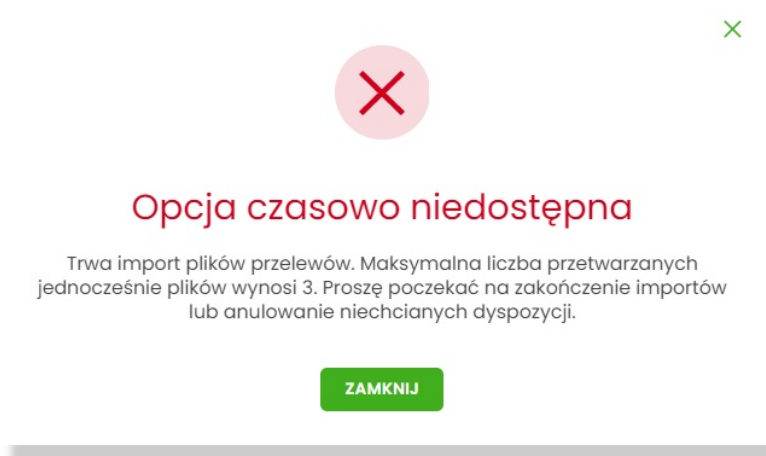 Opcja czasowo niedostępna
Trwa import plików przelewów. Maksymalna liczba przetwarzanych
jednocześnie plików wynosi 3. Proszę poczekać na zakończenie importów
lub anulowanie niechcianych dyspozycji.
ZAMKNIJ